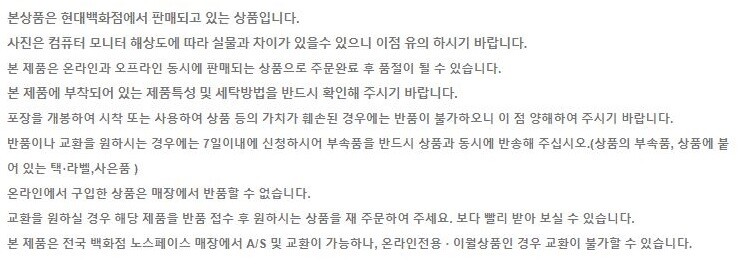 본상품은 현대백화점에서 판매되고 있는 상품입니다.
사진은 컴퓨터 모니터 해상도에 따라 실물과 차이가 있을수 있으니 이점 유의 하시기 바랍니다.
본 제품은 온라인과 오프라인 동시에 판매되는 상품으로 주문완료 후 품절이 될 수 있습니다.
본 제품에 부착되어 있는 제품특성 및 세탁방법을 반드시 확인해 주시기 바랍니다.
포장을 개봉하여 시착 또는 사용하여 상품 등의 가치가 훼손된 경우에는 반품이 불가하오니 이 점 양해하여 주시기 바랍니다.
반품이나 교환을 원하시는 경우에는 7일이내에 신청하시어 부속품을 반드시 상품과 동시에 반송해 주십시오.(상품의 부속품, 상품에 붙
어 있는 택·라벨,사은품 )
온라인에서 구입한 상품은 매장에서 반품할 수 없습니다.
교환을 원하실 경우 해당 제품을 반품 접수 후 원하시는 상품을 재 주문하여 주세요. 보다 빨리 받아 보실 수 있습니다.
본 제품은 전국 백화점 노스페이스 매장에서 A/S 및 교환이 가능하나, 온라인전용 · 이월상품인 경우 교환이 불가할 수 있습니다.